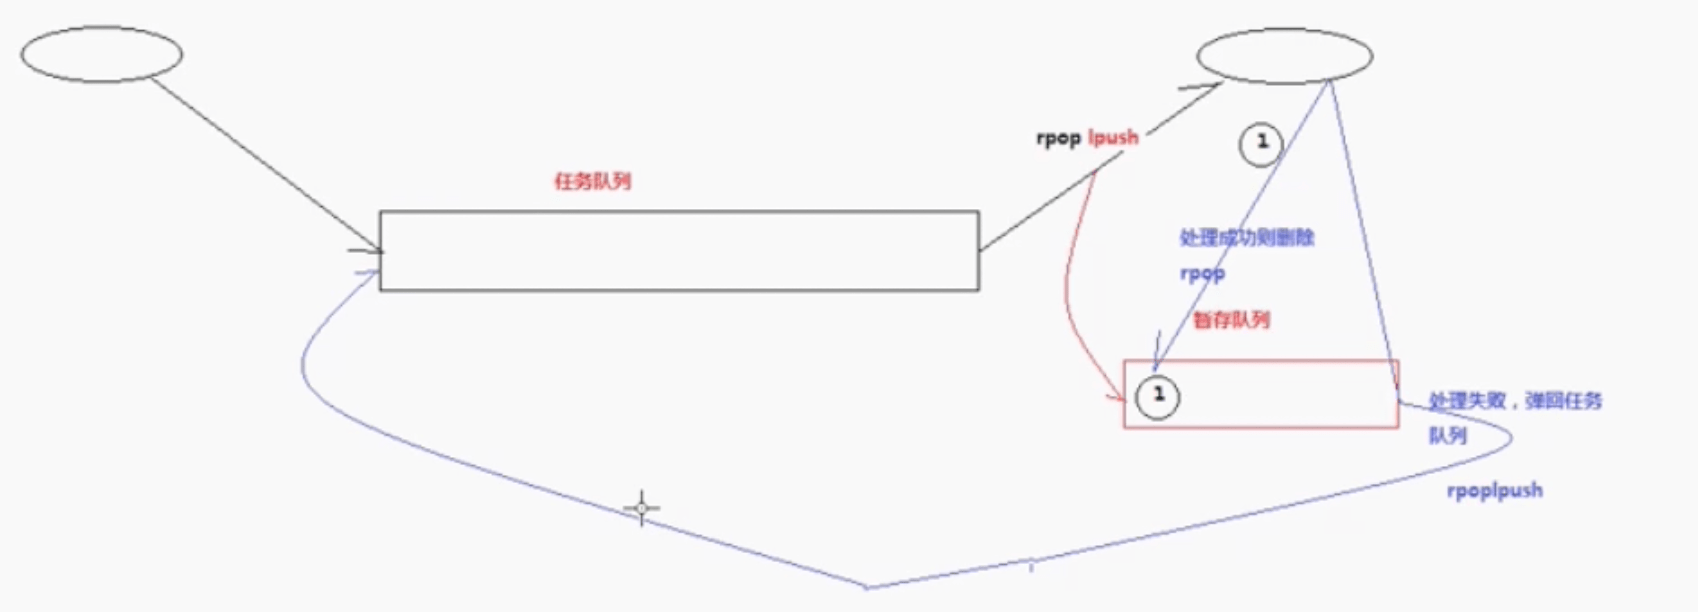 rpop lpush
1
任务队列
处理成功则删除
rpop
暂存队列
1
处理失败，弹回任务
队列
rpoplpush